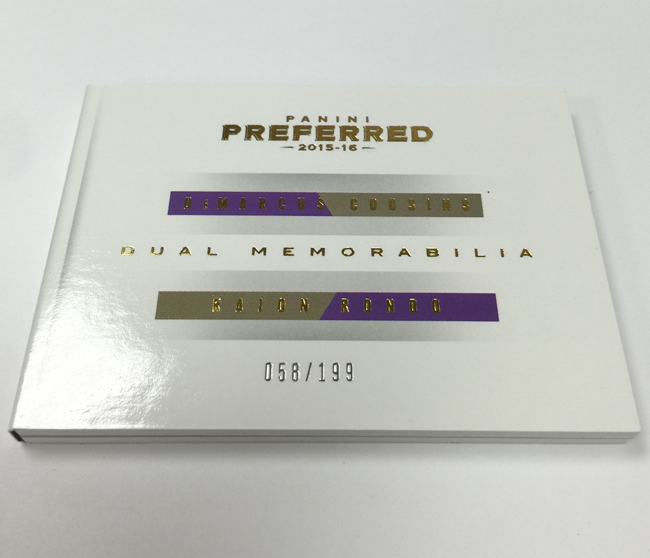 PANINI
PREFERRED
2015-16
DeMARCUS COUSINS
DUAL MEMORABILIA
RAJON RONDO
058/199